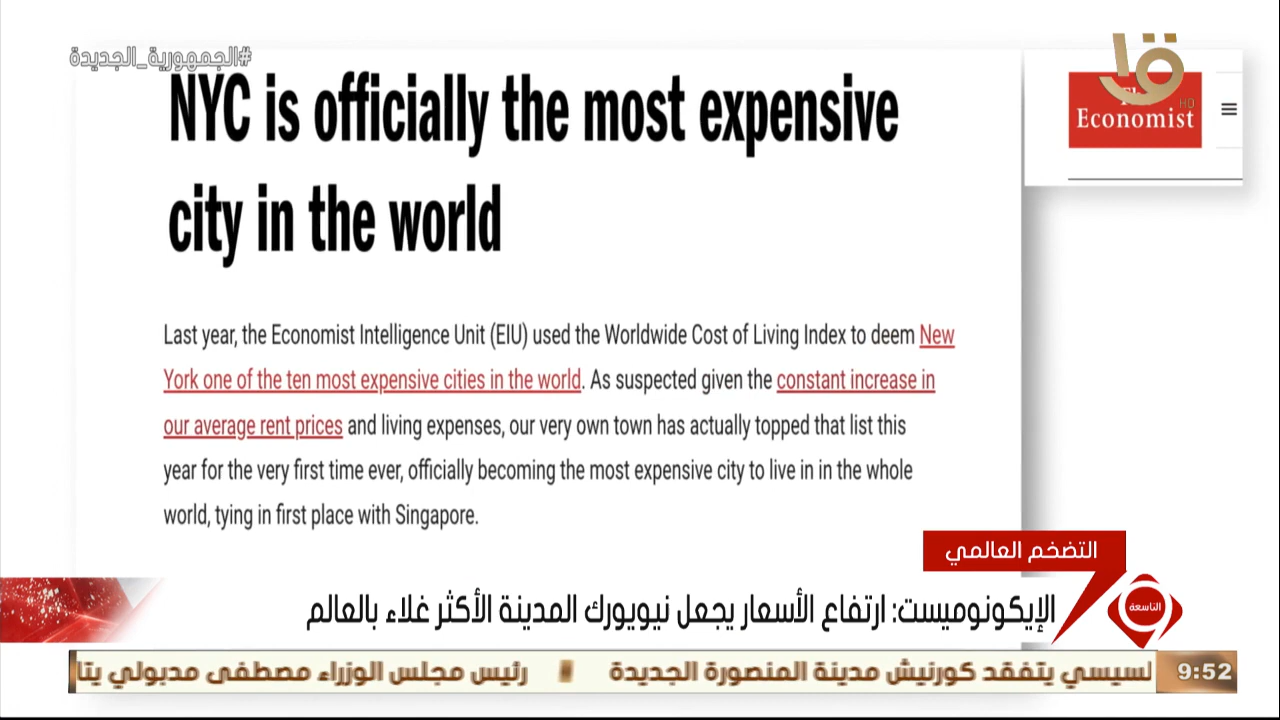 #الجمهورية_الجديدة
NYC is officially the most expensive
city in the world
Economist
HD
Last year, the Economist Intelligence Unit (EIU) used the Worldwide Cost of Living Index to deem New
York one of the ten most expensive cities in the world. As suspected given the constant increase in
our average rent prices and living expenses, our very own town has actually topped that list this
year for the very first time ever, officially becoming the most expensive city to live in in the whole
world, tying in first place with Singapore.
التضخم العالمي
التاسعة
الإيكونوميست: ارتفاع الأسعار يجعل نيويورك المدينة الأكثر غلاء بالعالم
لسيسي يتفقد كورنيش مدينة المنصورة الجديدة رئيس مجلس الوزراء مصطفى مدبولي يتا
9:52